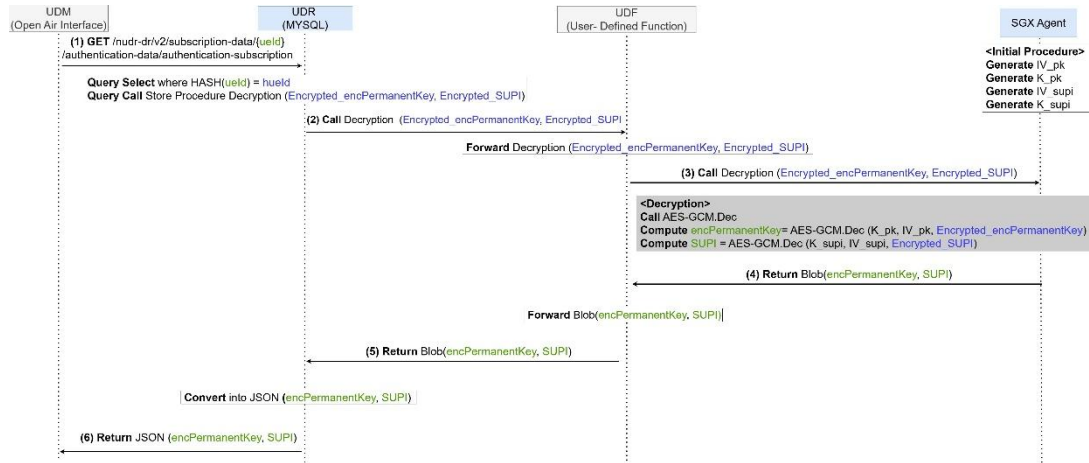 UDM
(Open Air Interface)
UDR
(MYSQL)
UDF
(User- Defined Function)
SGX Agent
(1) GET /nudr-dr/v2/subscription-data/{ueId}
/authentication-data/authentication-subscription
<Initial Procedure>
Generate IV_pk
Generate K_pk
Generate IV_supi
Generate K_supi
Query Select where HASH(ueId) = hueId
Query Call Store Procedure Decryption (Encrypted_encPermanentKey, Encrypted_SUPI)
(2) Call Decryption (Encrypted_encPermanentKey, Encrypted_SUPI
Forward Decryption (Encrypted_encPermanentKey, Encrypted_SUPI)
(3) Call Decryption (Encrypted_encPermanentKey, Encrypted_SUPI)
<Decryption>
Call AES-GCM.Dec
Compute encPermanentKey= AES-GCM.Dec (K_pk, IV_pk, Encrypted_encPermanentKey)
Compute SUPI = AES-GCM.Dec (K_supi, IV_supi, Encrypted_SUPI)
(4) Return Blob(encPermanentKey, SUPI)
Forward Blob(encPermanentKey, SUPI)
(5) Return Blob(encPermanentKey, SUPI)
Convert into JSON (encPermanentKey, SUPI)
(6) Return JSON (encPermanentKey, SUPI)